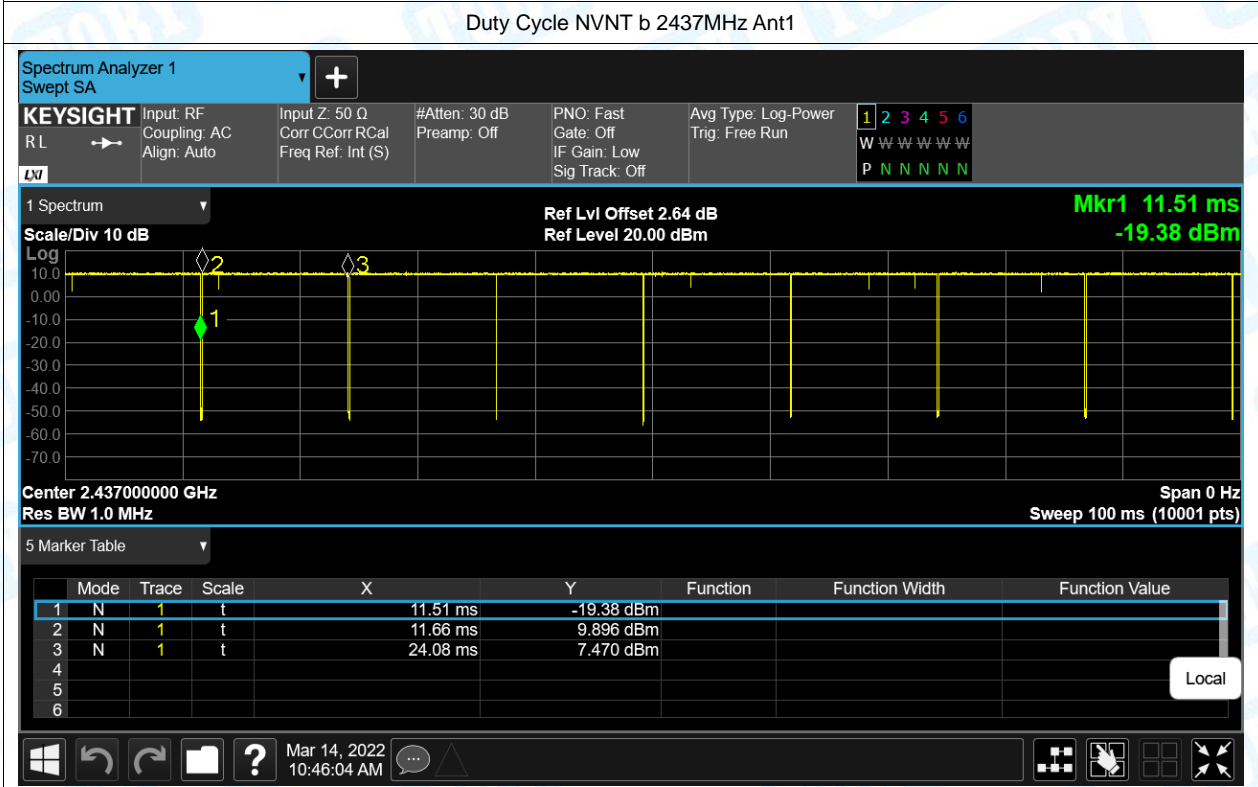 Duty Cycle NVNT b 2437MHz Ant1
Spectrum Analyzer 1
Swept SA
KEYSIGHT
R L
LXI
Input: RF
Coupling: AC
Align: Auto
Input Z: 50 Ω
Corr CCorr RCal
Freq Ref: Int (S)
#Atten: 30 dB
Preamp: Off
PNO: Fast
Gate: Off
IF Gain: Low
Sig Track: Off
Avg Type: Log-Power
Trig: Free Run
1 2 3 4 5 6
W W W W W W
P N N N N N
1 Spectrum
Scale/Div 10 dB
Log
Ref Lvl Offset 2.64 dB
Ref Level 20.00 dBm
Mkr1 11.51 ms
-19.38 dBm
2
3
1
10.0
0.00
-10.0
-20.0
-30.0
-40.0
-50.0
-60.0
-70.0
Center 2.437000000 GHz
Res BW 1.0 MHz
Span 0 Hz
Sweep 100 ms (10001 pts)
5 Marker Table
Mode Trace Scale X Y Function Function Width Function Value
1 N 1 t 11.51 ms -19.38 dBm
2 N 1 t 11.66 ms 9.896 dBm
3 N 1 t 24.08 ms 7.470 dBm
4
5
6
Local
?
Mar 14, 2022
10:46:04 AM